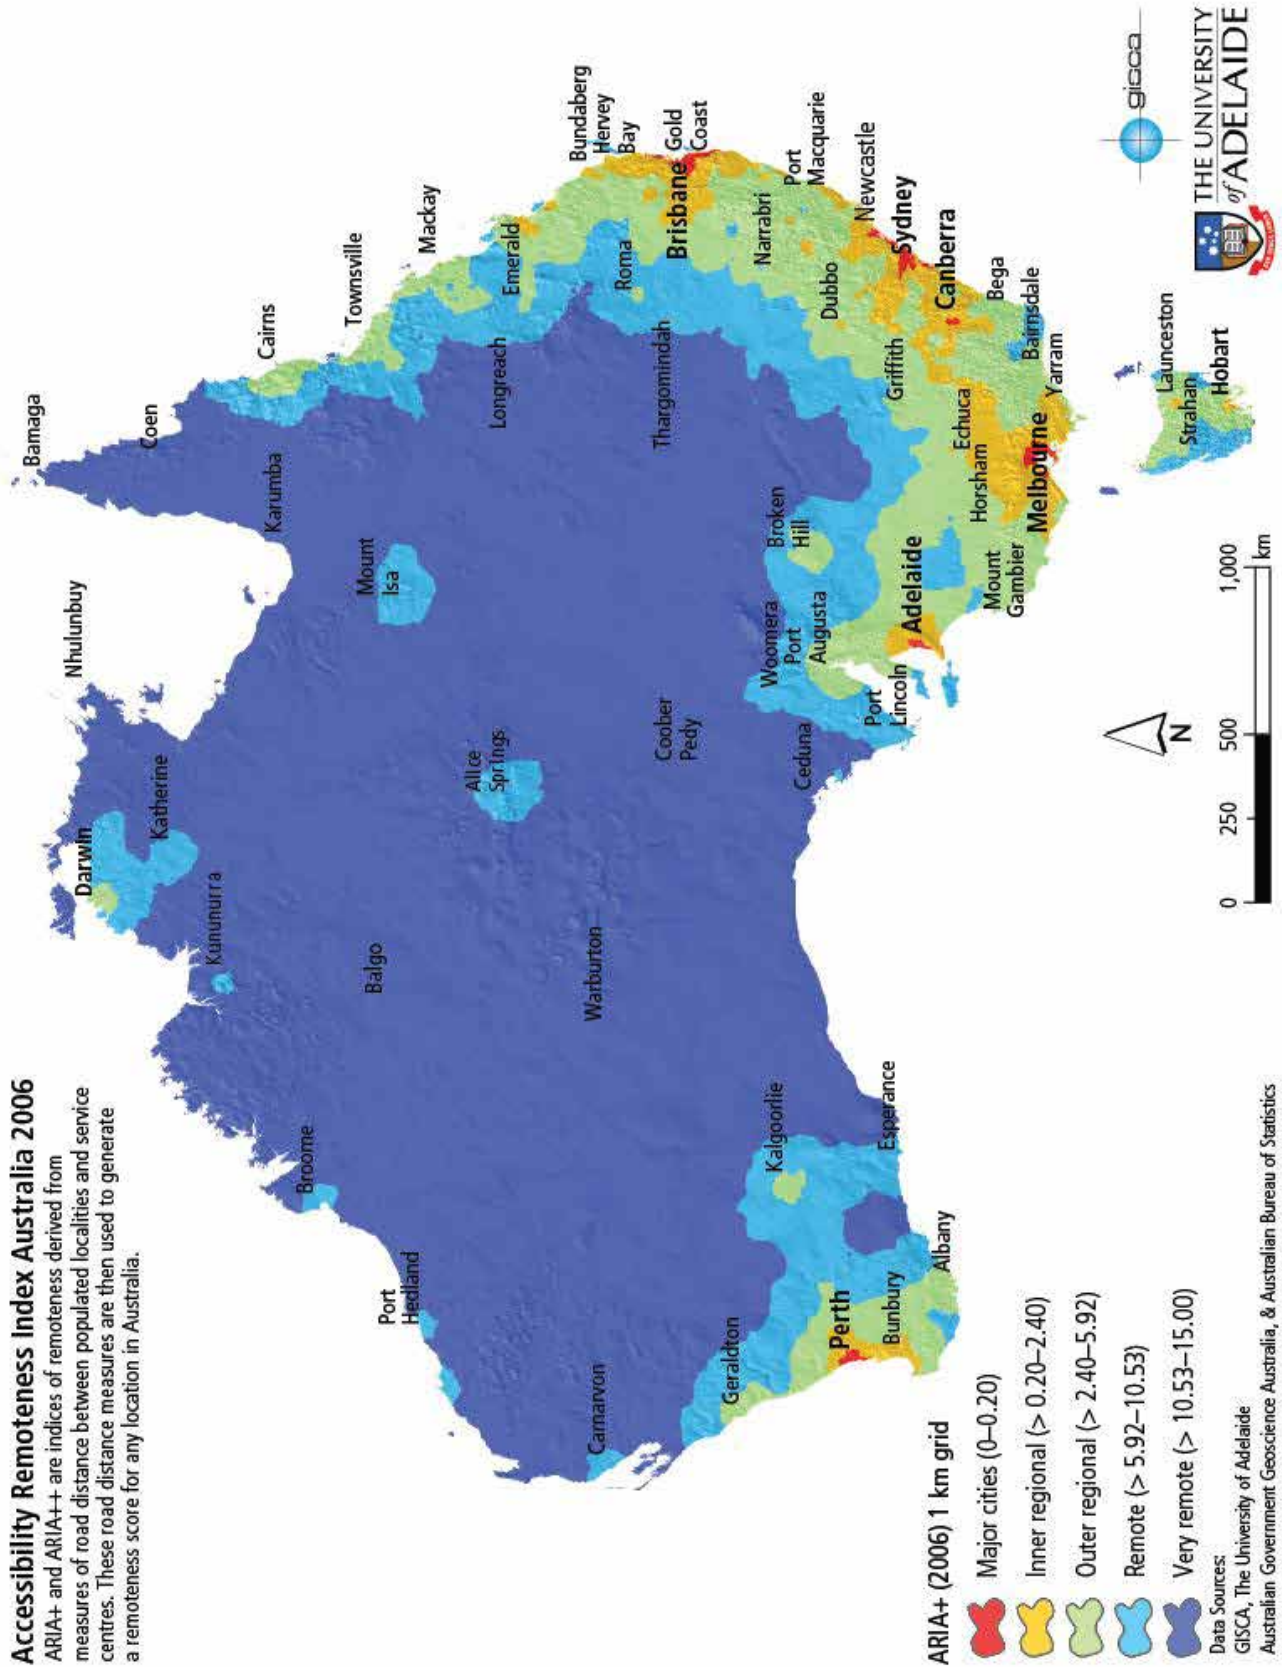 Accessibility Remoteness Index Australia 2006
ARIA+ and ARIA++ are indices of remoteness derived from
measures of road distance between populated localities and service
centres. These road distance measures are then used to generate
a remoteness score for any location in Australia.
Bamaga
Nhulunbuy
Darwin
Coen
Katherine
Kununurra
Karumba
Cairns
Broome
Mount
Isa
Townsville
Balgo
Port
Hedland
Mackay
Alice
Springs
Longreach
Emerald
Carnarvon
Warburton
Bundaberg
Hervey
Bay
Roma
Coober
Pedy
Thargomindah
Brisbane
Gold
Coast
Geraldton
Kalgoorlie
Woomera
Port
Augusta
Broken
Hill
Narrabri
Port
Macquarie
Ceduna
Perth
Dubbo
Newcastle
Bunbury
Esperance
Port
Lincoln
Adelaide
Griffith
Sydney
Albany
Canberra
Echuca
Horsham
Mount
Gambier
Bega
Bairnsdale
Yarram
Melbourne
Launceston
Strahan
Hobart
ARIA+ (2006) 1 km grid
Major cities (0–0.20)
Inner regional (> 0.20–2.40)
Outer regional (> 2.40–5.92)
Remote (> 5.92–10.53)
Very remote (> 10.53–15.00)
N
0 250 500 1,000
km
gisca
THE UNIVERSITY
of ADELAIDE
Data Sources:
GISCA, The University of Adelaide
Australian Government Geoscience Australia, & Australian Bureau of Statistics